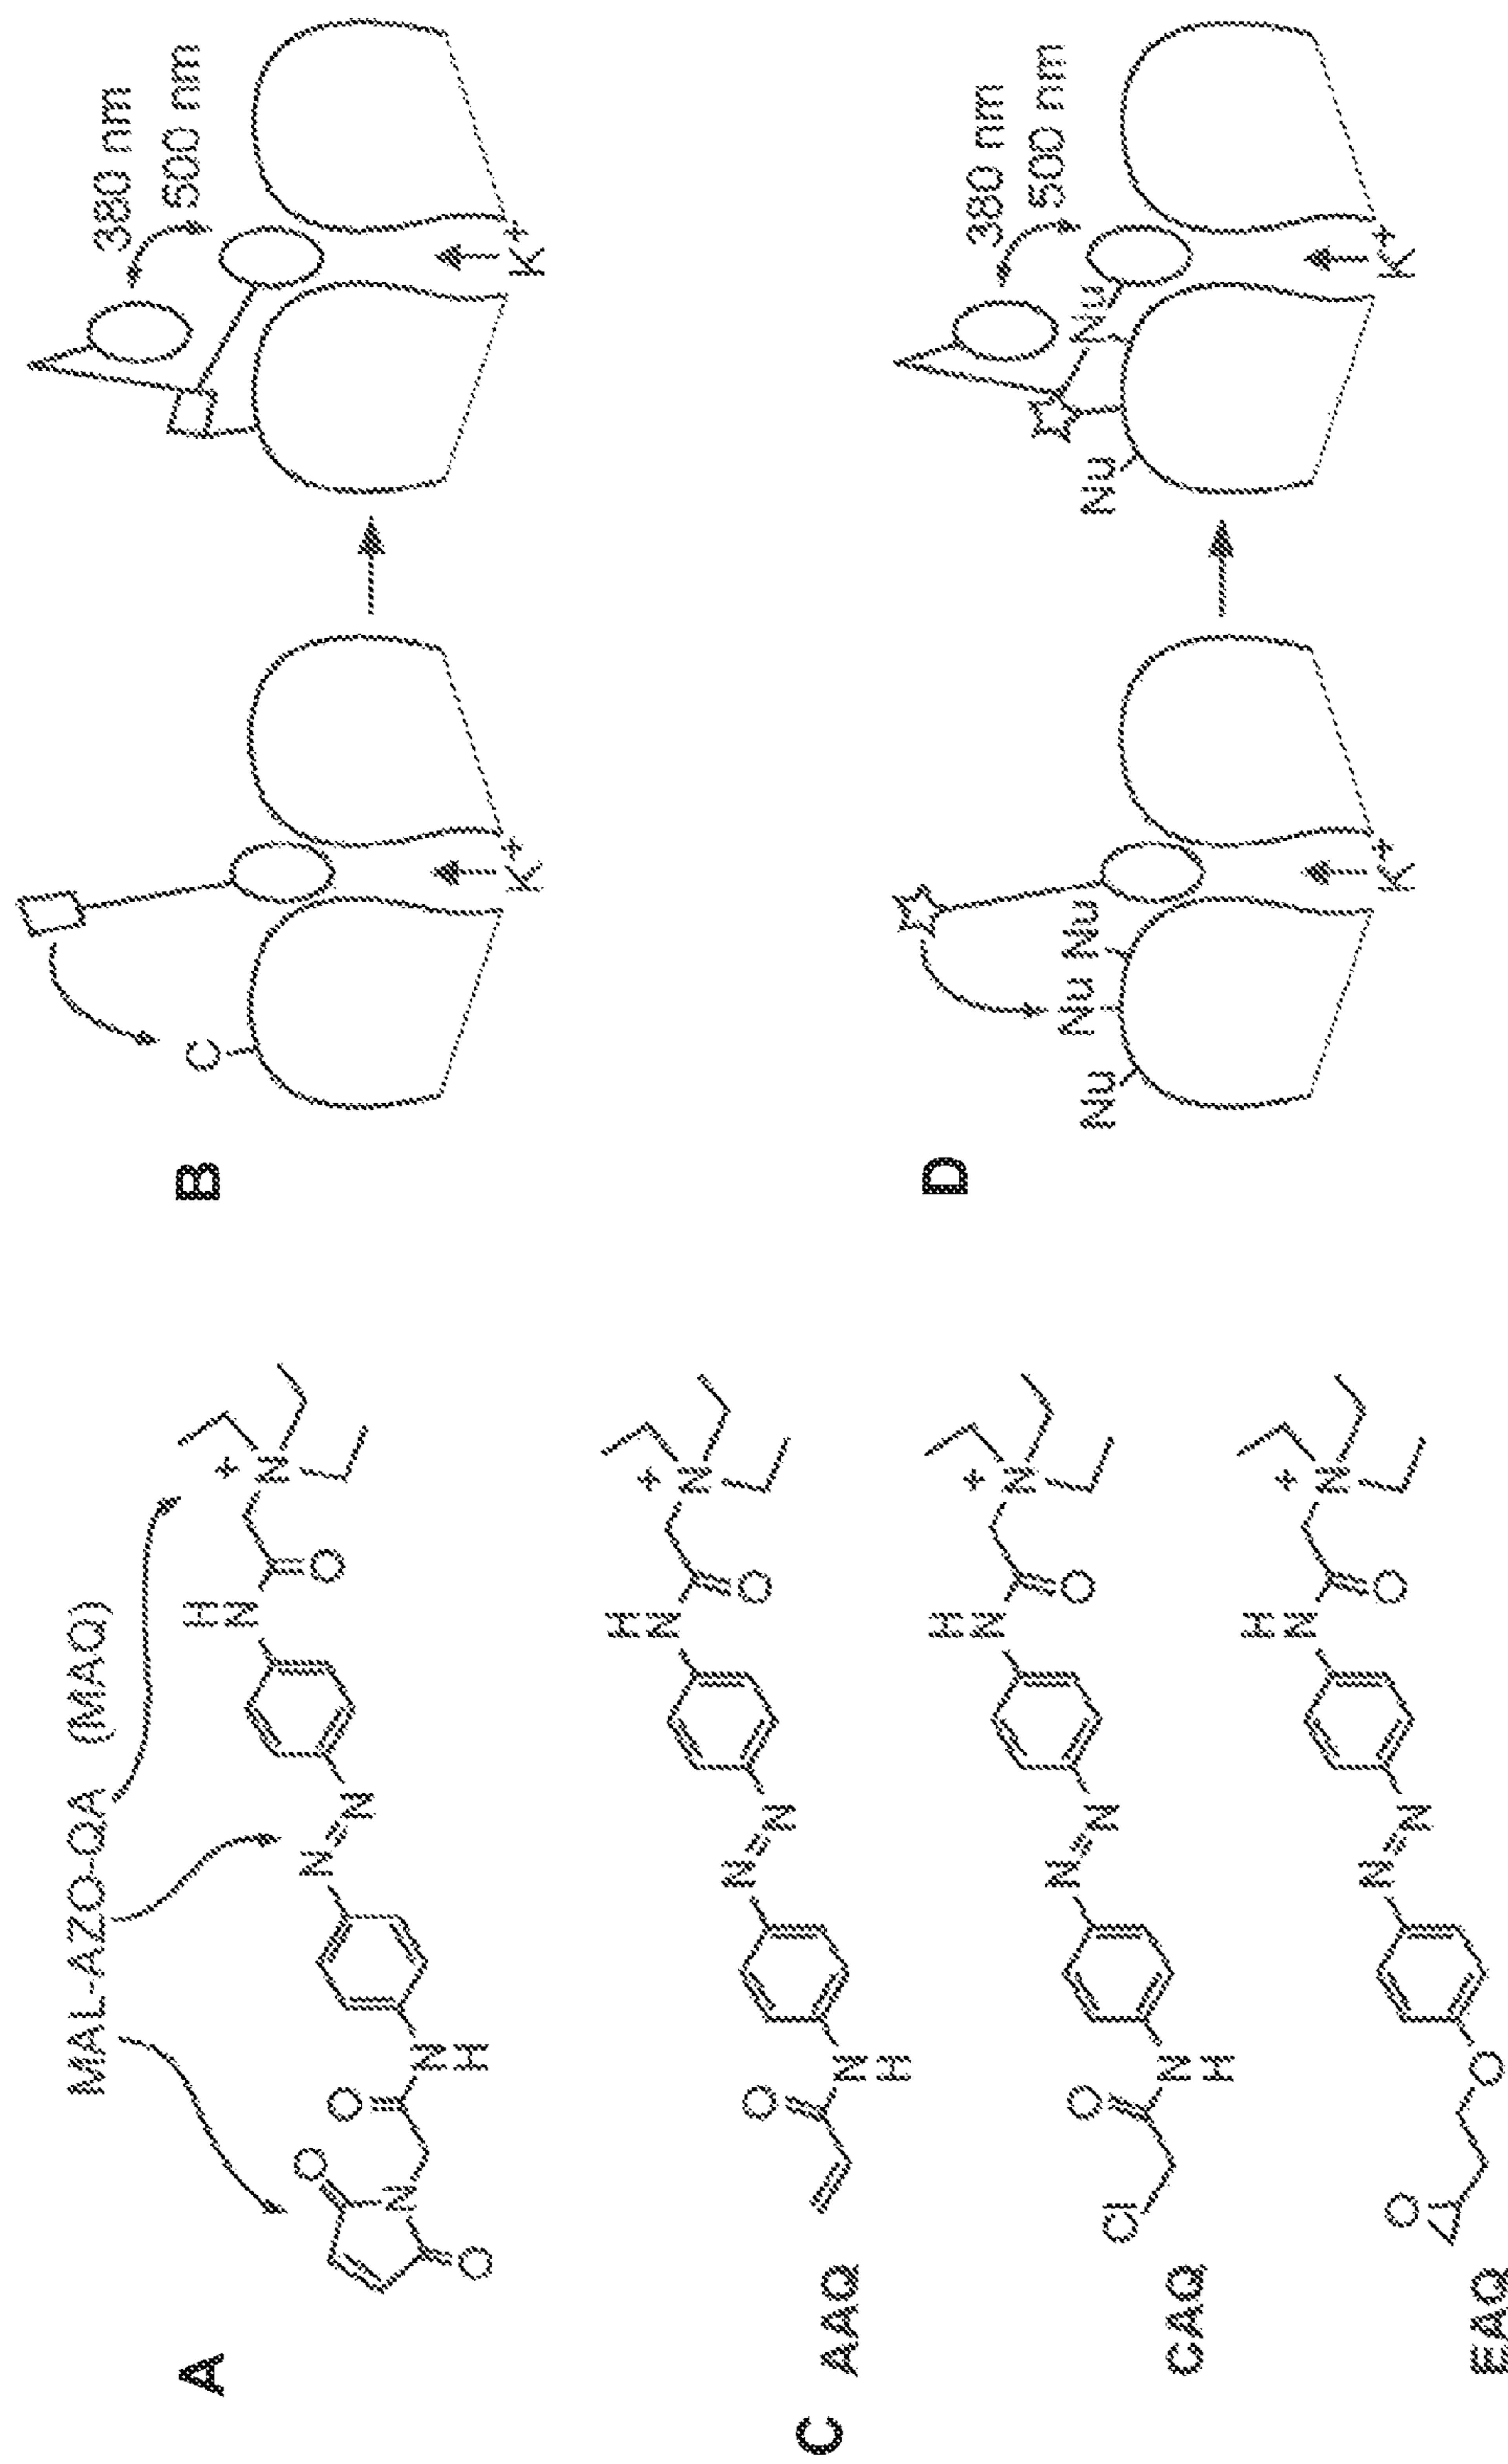 A
MAL-AZO-QA (MAQ)
O
N
O
O
N
H
N=N
H
N
O
N
+
B
C
K+
380 nm
500 nm
K+
C
AAQ
O
N
H
N=N
H
N
O
N
+
CAQ
Cl
O
N
H
N=N
H
N
O
N
+
EAQ
O
O
N=N
H
N
O
N
+
D
Nu
Nu
Nu
K+
Nu
Nu
380 nm
500 nm
K+